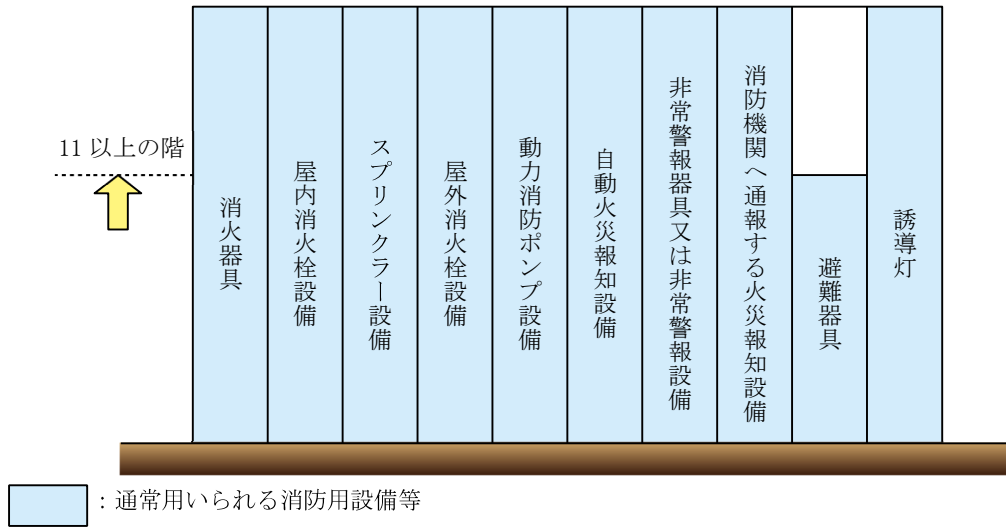 11 以上の階
消火器具
屋内消火栓設備
スプリンクラー設備
屋外消火栓設備
動力消防ポンプ設備
自動火災報知設備
非常警報器具又は非常警報設備
消防機関へ通報する火災報知設備
避難器具
誘導灯
：通常用いられる消防用設備等